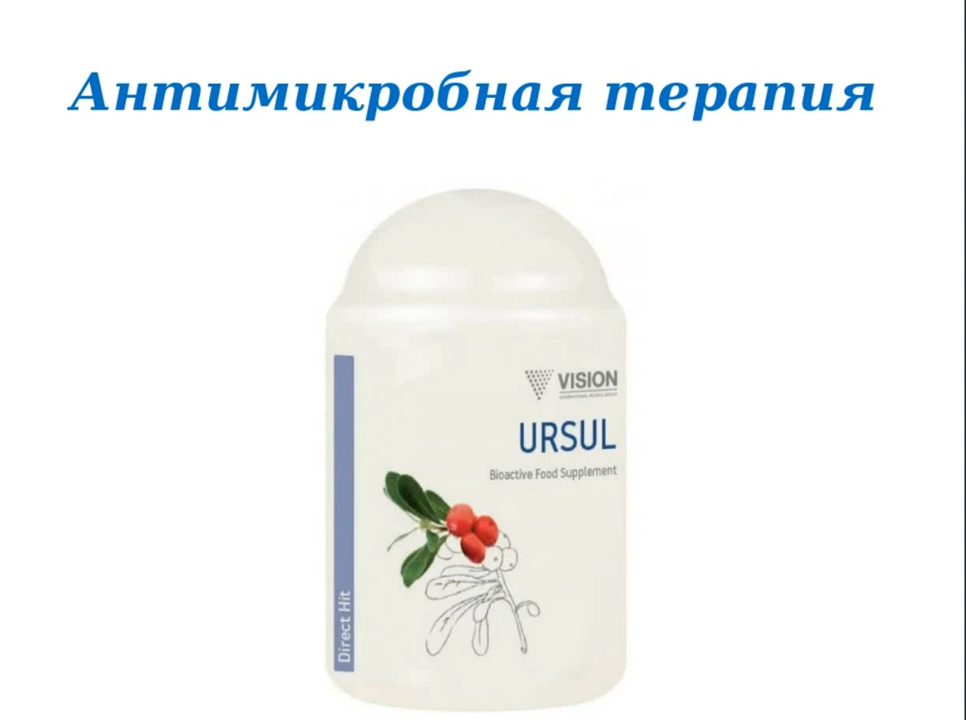 Антимикробная терапия
VISION
URSUL
Bioactive Food Supplement
Direct Hit